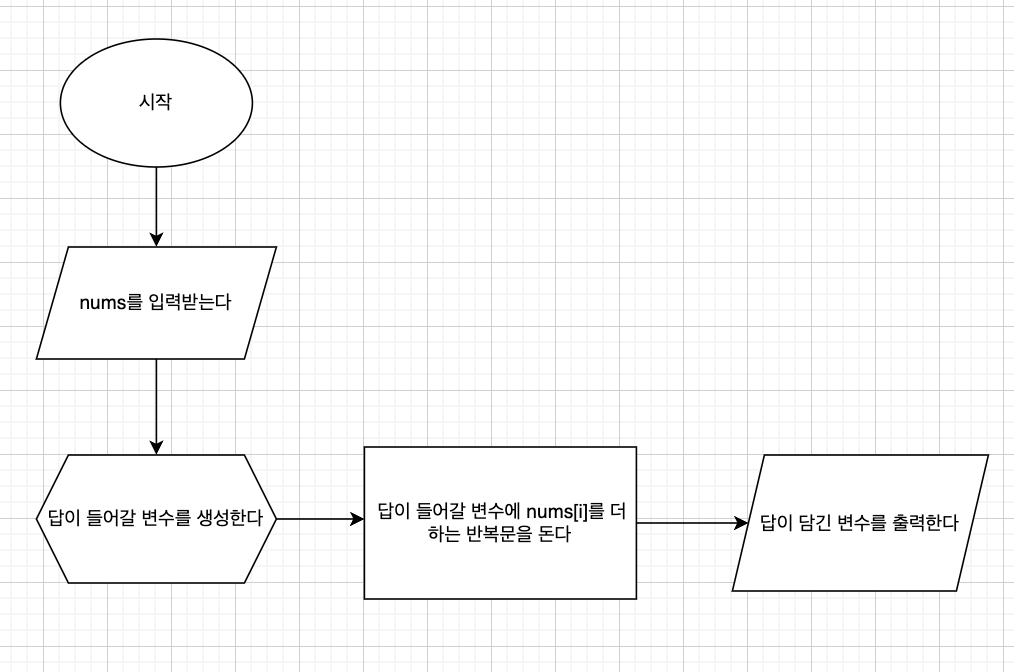 시작
nums를 입력받는다
답이 들어갈 변수를 생성한다
답이 들어갈 변수에 nums[i]를 더
하는 반복문을 돈다
답이 담긴 변수를 출력한다